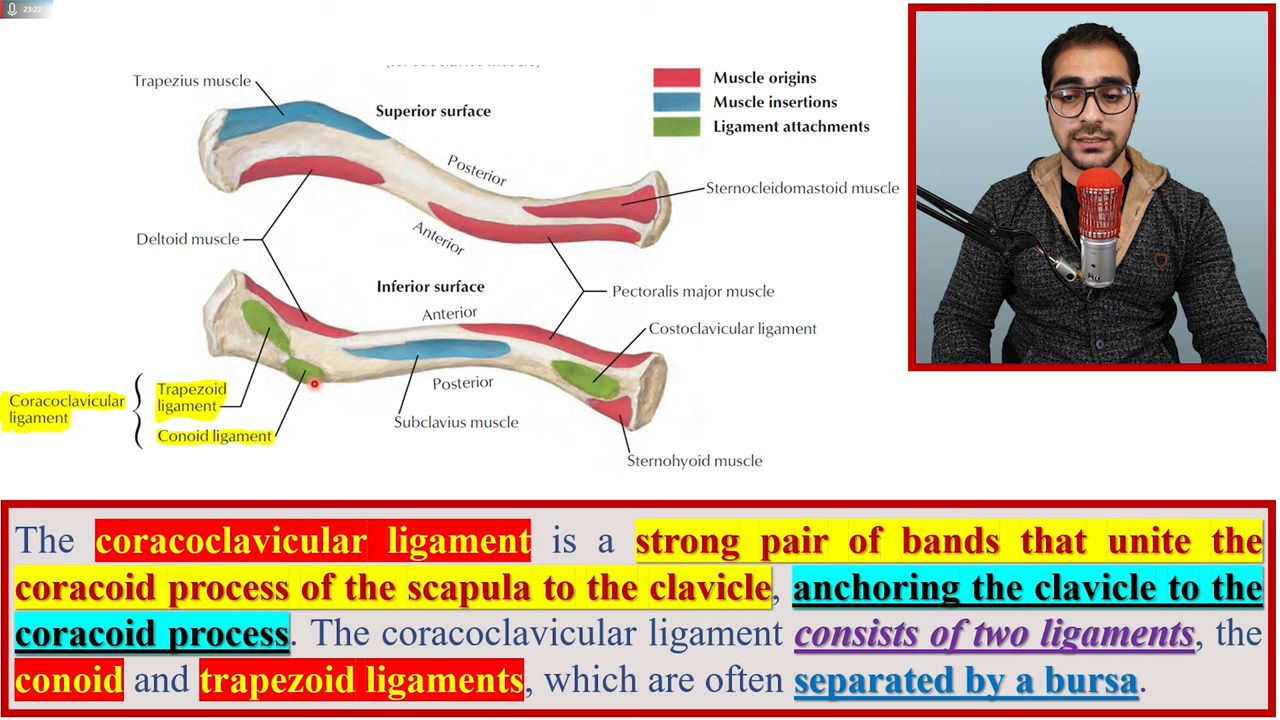 23:22
Trapezius muscle
Superior surface
Posterior
Anterior
Deltoid muscle
Muscle origins
Muscle insertions
Ligament attachments
Sternocleidomastoid muscle
Pectoralis major muscle
Inferior surface
Anterior
Costoclavicular ligament
Posterior
Coracoclavicular
ligament
Trapezoid
ligament
Conoid ligament
Subclavius muscle
Sternohyoid muscle
The coracoclavicular ligament is a strong pair of bands that unite the
coracoid process of the scapula to the clavicle, anchoring the clavicle to the
coracoid process. The coracoclavicular ligament consists of two ligaments, the
conoid and trapezoid ligaments, which are often separated by a bursa.